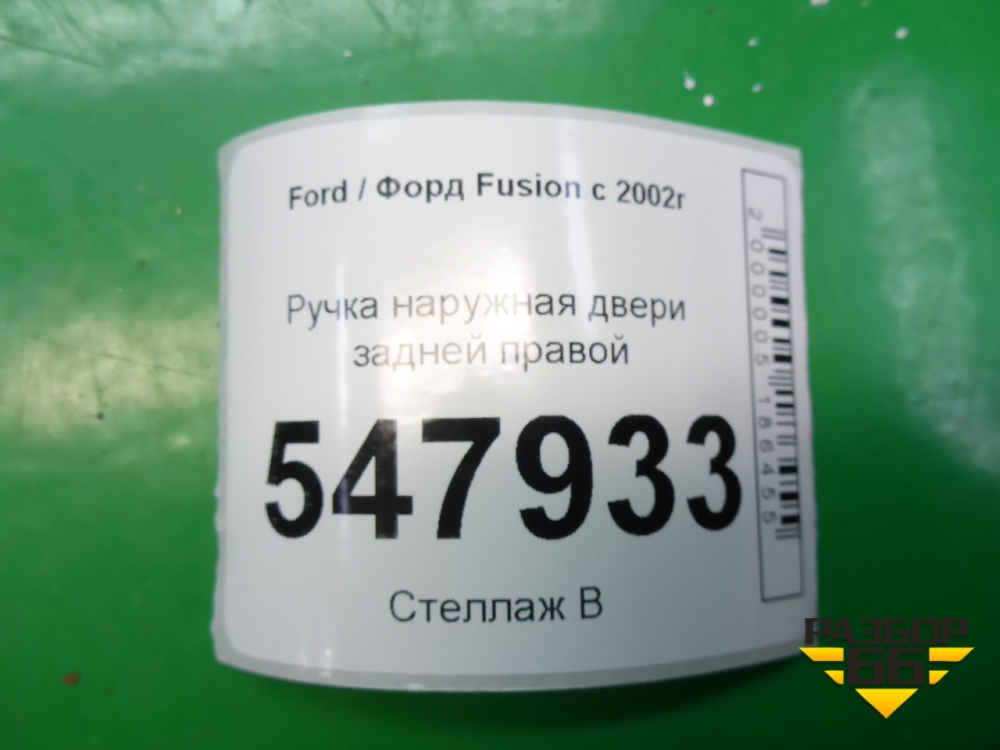 Ford / Форд Fusion с 2002г
Ручка наружная двери
задней правой
547933
Стеллаж В
2000005186455
РАЗБОР
66